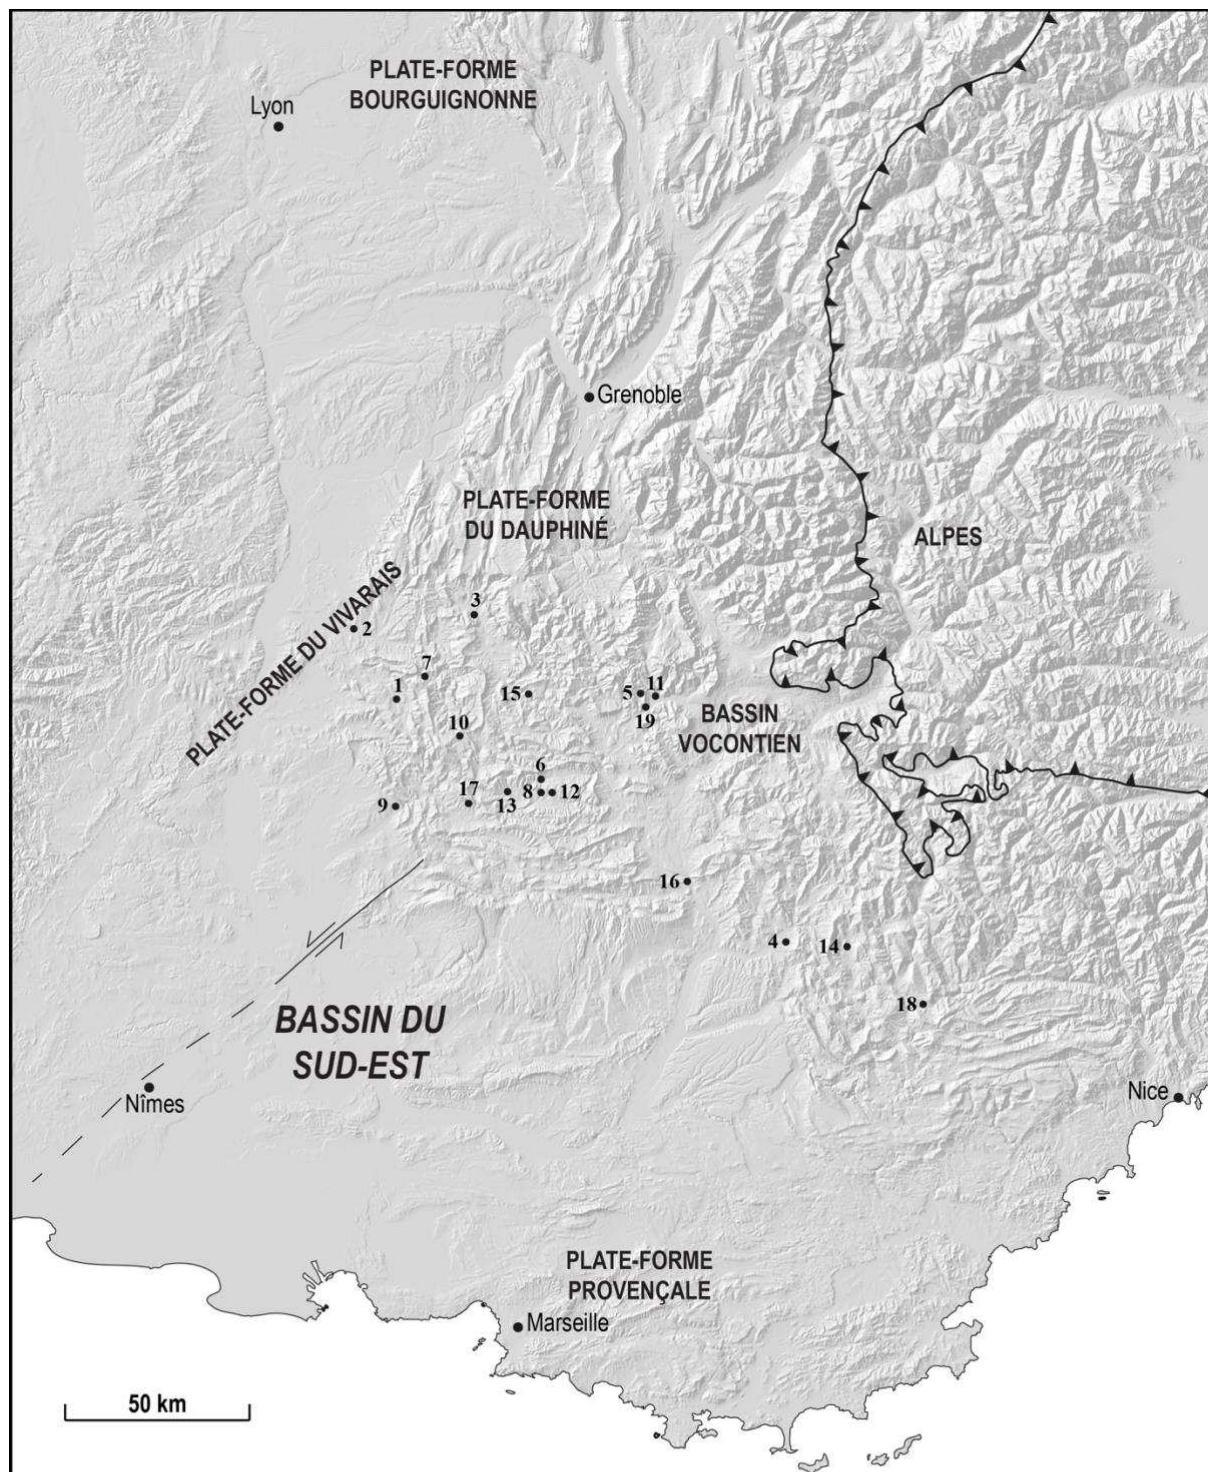 PLATE-FORME
BOURGUIGNONNE
Lyon
Grenoble
PLATE-FORME
DU DAUPHINÉ
ALPES
PLATE-FORME DU VIVARAIS
3
2
7
1
15
5
11
19
BASSIN
VOCONTIEN
10
6
9
17
13
8
12
16
4
14
18
BASSIN DU
SUD-EST
Nîmes
Nice
PLATE-FORME
PROVENÇALE
Marseille
50 km